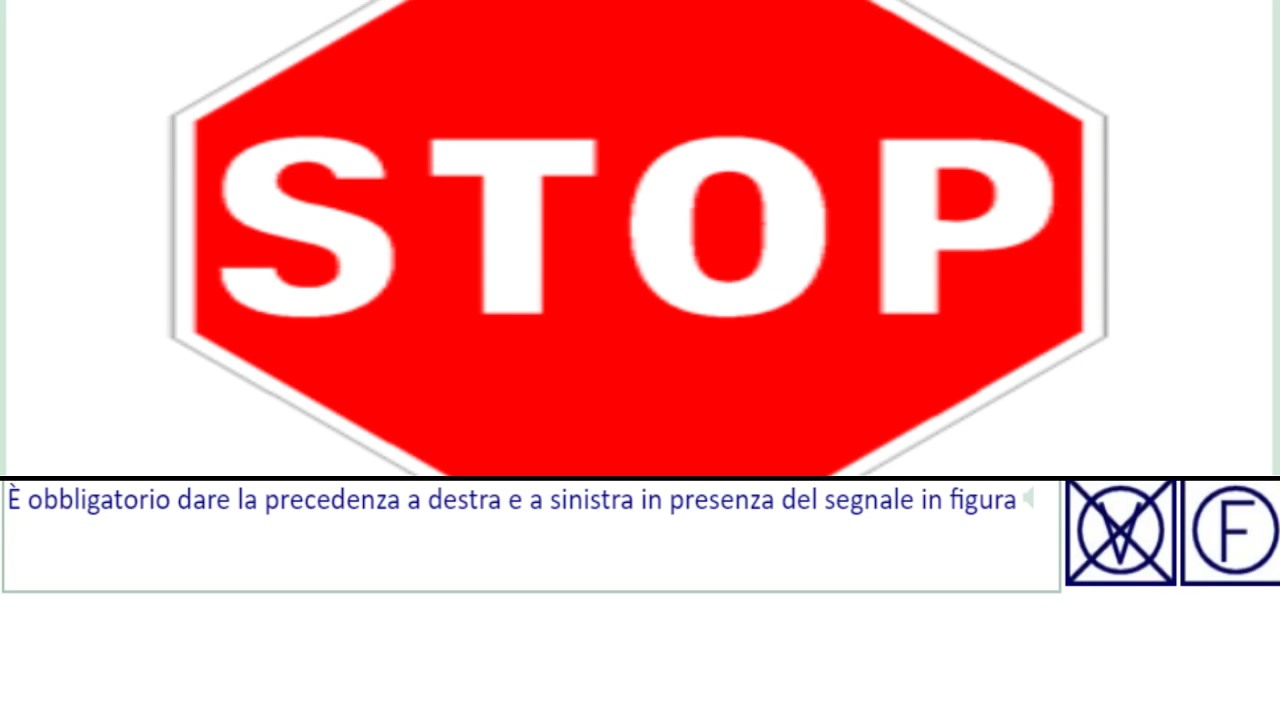 STOP
È obbligatorio dare la precedenza a destra e a sinistra in presenza del segnale in figura
V F